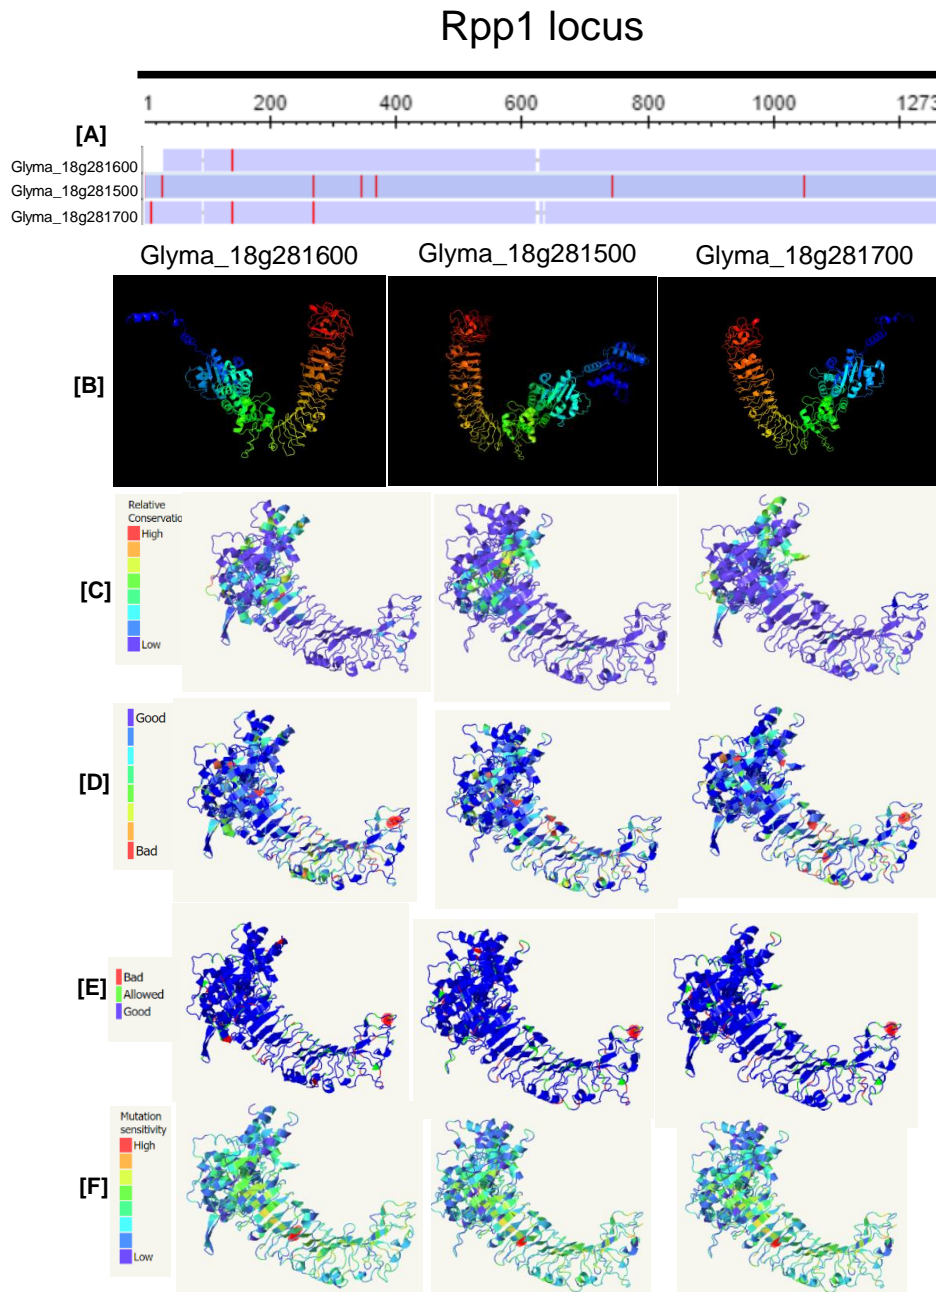 Rpp1 locus
1 200 400 600 800 1000 1273
[A]
Glyma_18g281600
Glyma_18g281500
Glyma_18g281700
Glyma_18g281600 Glyma_18g281500 Glyma_18g281700
[B]
Relative
Conservatio
High
[C]
Low
Good
[D]
Bad
[E]
Bad
Allowed
Good
Mutation
sensitivity
High
[F]
Low